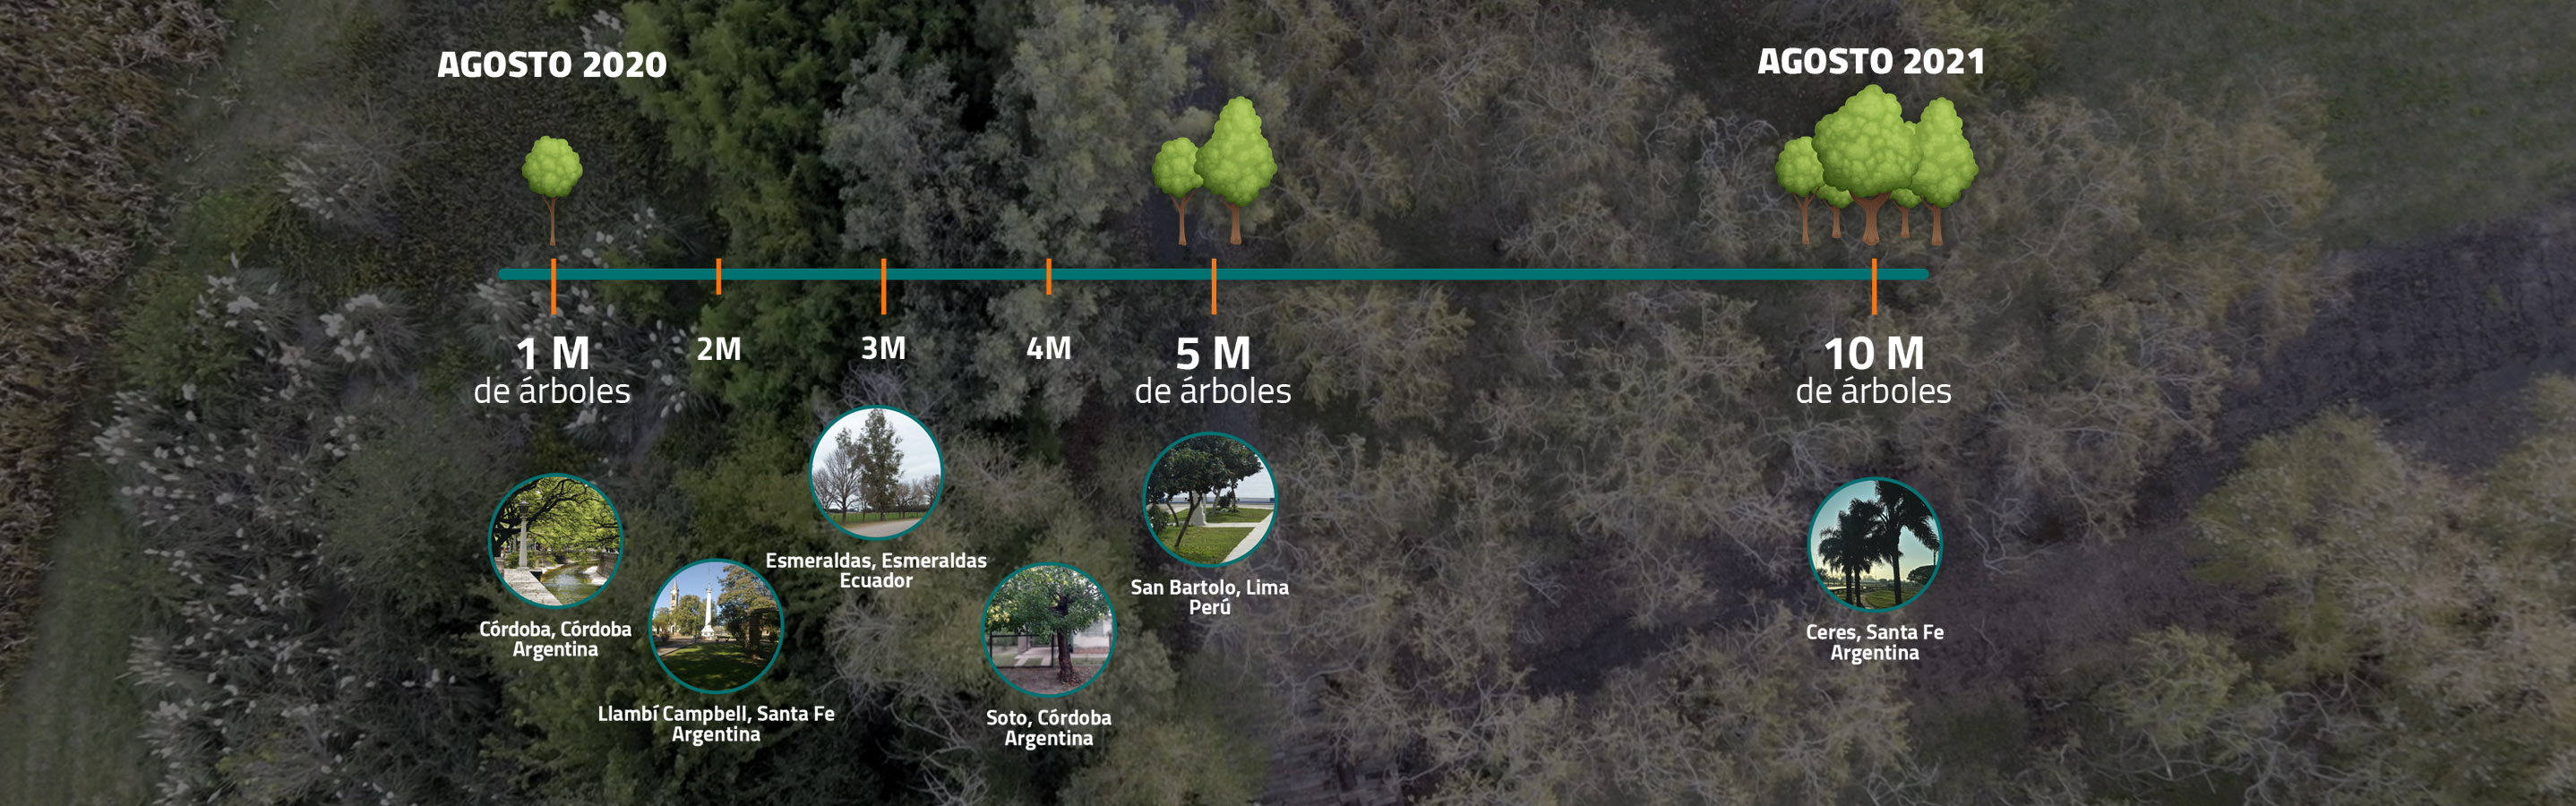 AGOSTO 2020
AGOSTO 2021
1 M
de árboles
2M
3M
4M
5 M
de árboles
10 M
de árboles
Córdoba, Córdoba
Argentina
Llambí Campbell, Santa Fe
Argentina
Esmeraldas, Esmeraldas
Ecuador
Soto, Córdoba
Argentina
San Bartolo, Lima
Perú
Ceres, Santa Fe
Argentina